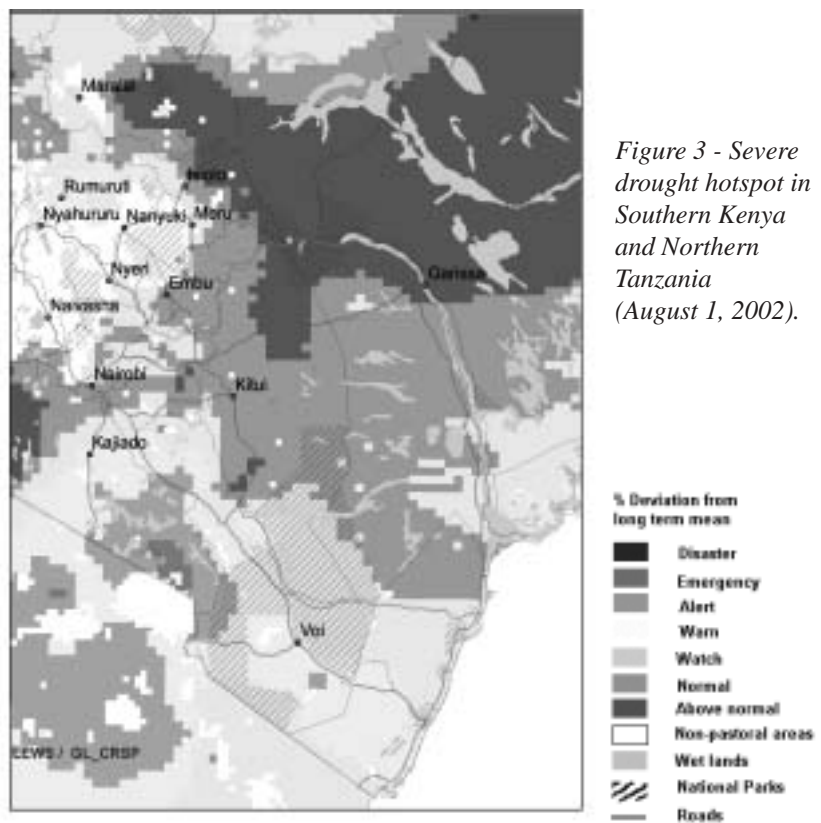 Maralal
Isiolo
Rumuruti
Nyahururu
Nanyuki
Meru
Nyeri
Embu
Garissa
Naivasha
Nairobi
Kitui
Kajiado
Voi
LEWS / GL_CRSP
Figure 3 - Severe
drought hotspot in
Southern Kenya
and Northern
Tanzania
(August 1, 2002).
% Deviation from
long term mean
Disaster
Emergency
Alert
Warn
Watch
Normal
Above normal
Non-pastoral areas
Wet lands
National Parks
Roads